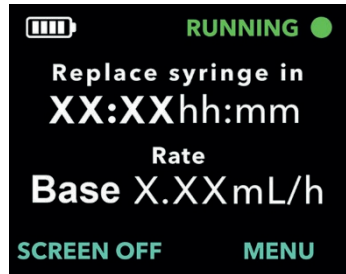 RUNNING
Replace syringe in
XX:XXhh:mm
Rate
Base X.XXmL/h
SCREEN OFF MENU